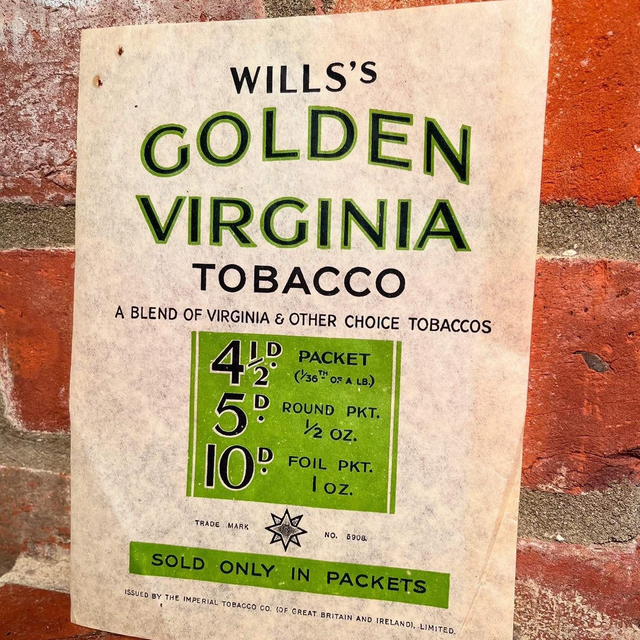 WILLS'S
GOLDEN
VIRGINIA
TOBACCO
A BLEND OF VIRGINIA & OTHER CHOICE TOBACCOS
4½D. PACKET
(1/36TH OF A LB.)
5D. ROUND PKT.
½ OZ.
10D. FOIL PKT.
1 OZ.
TRADE MARK NO. 5908.
SOLD ONLY IN PACKETS
ISSUED BY THE IMPERIAL TOBACCO CO. (OF GREAT BRITAIN AND IRELAND), LIMITED.